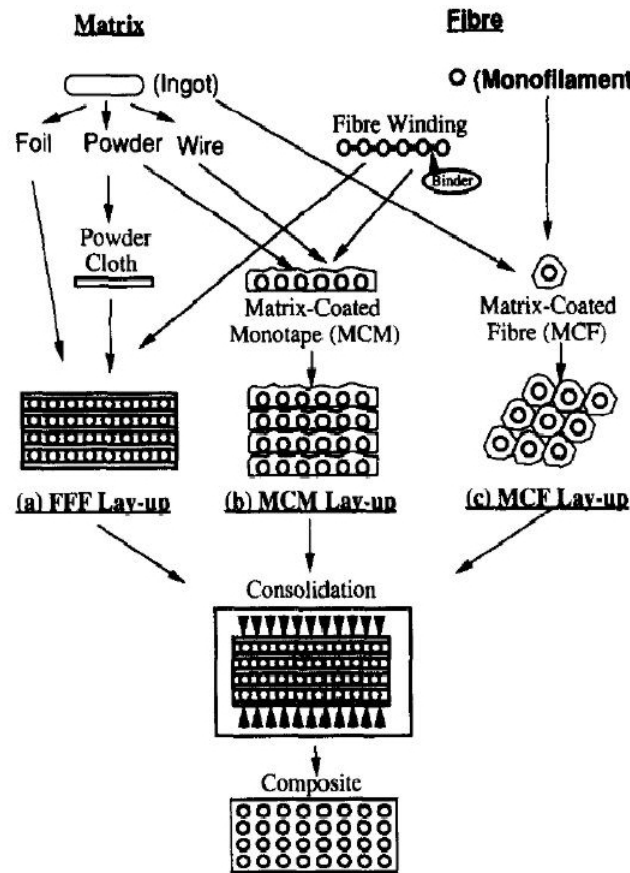 Matrix
Fibre
(Ingot)
(Monofilament
Foil
Powder
Wire
Fibre Winding
Binder
Powder
Cloth
Matrix-Coated
Monotape (MCM)
Matrix-Coated
Fibre (MCF)
(a) FFF Lay-up
(b) MCM Lay-up
(c) MCF Lay-up
Consolidation
Composite